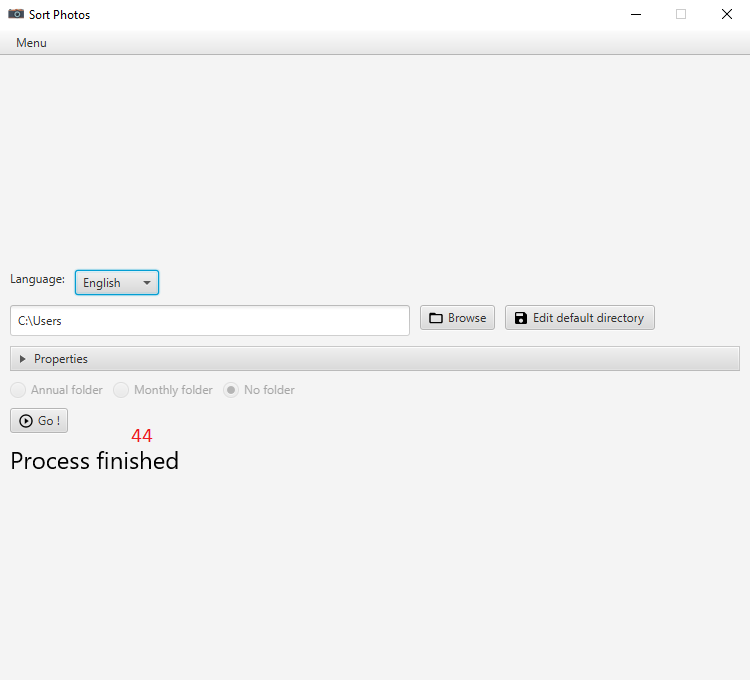 Sort Photos
Menu
Language: English
C:\Users Browse Edit default directory
Properties
Annual folder Monthly folder No folder
Go !
44
Process finished